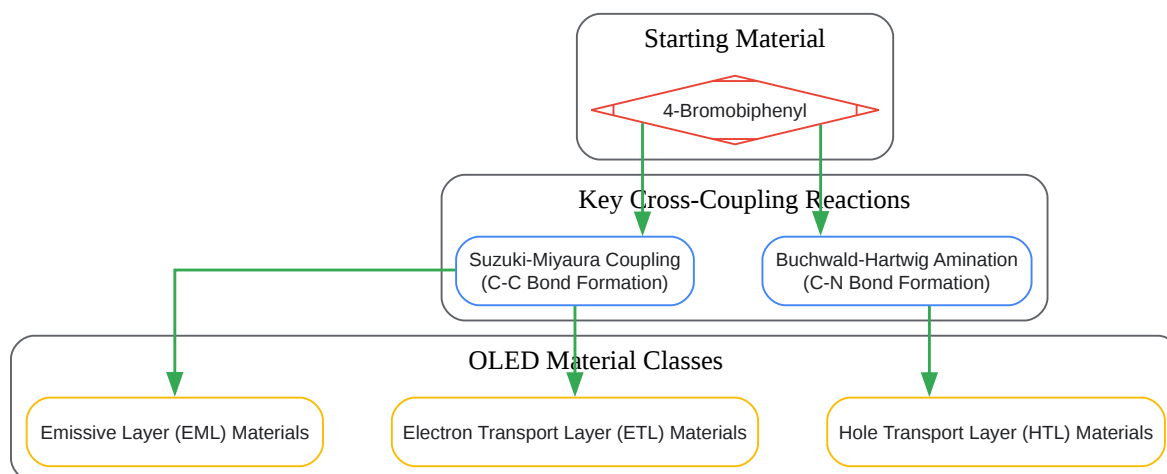 Starting Material
4-Bromobiphenyl
Key Cross-Coupling Reactions
Suzuki-Miyaura Coupling
(C-C Bond Formation)
Buchwald-Hartwig Amination
(C-N Bond Formation)
OLED Material Classes
Emissive Layer (EML) Materials
Electron Transport Layer (ETL) Materials
Hole Transport Layer (HTL) Materials